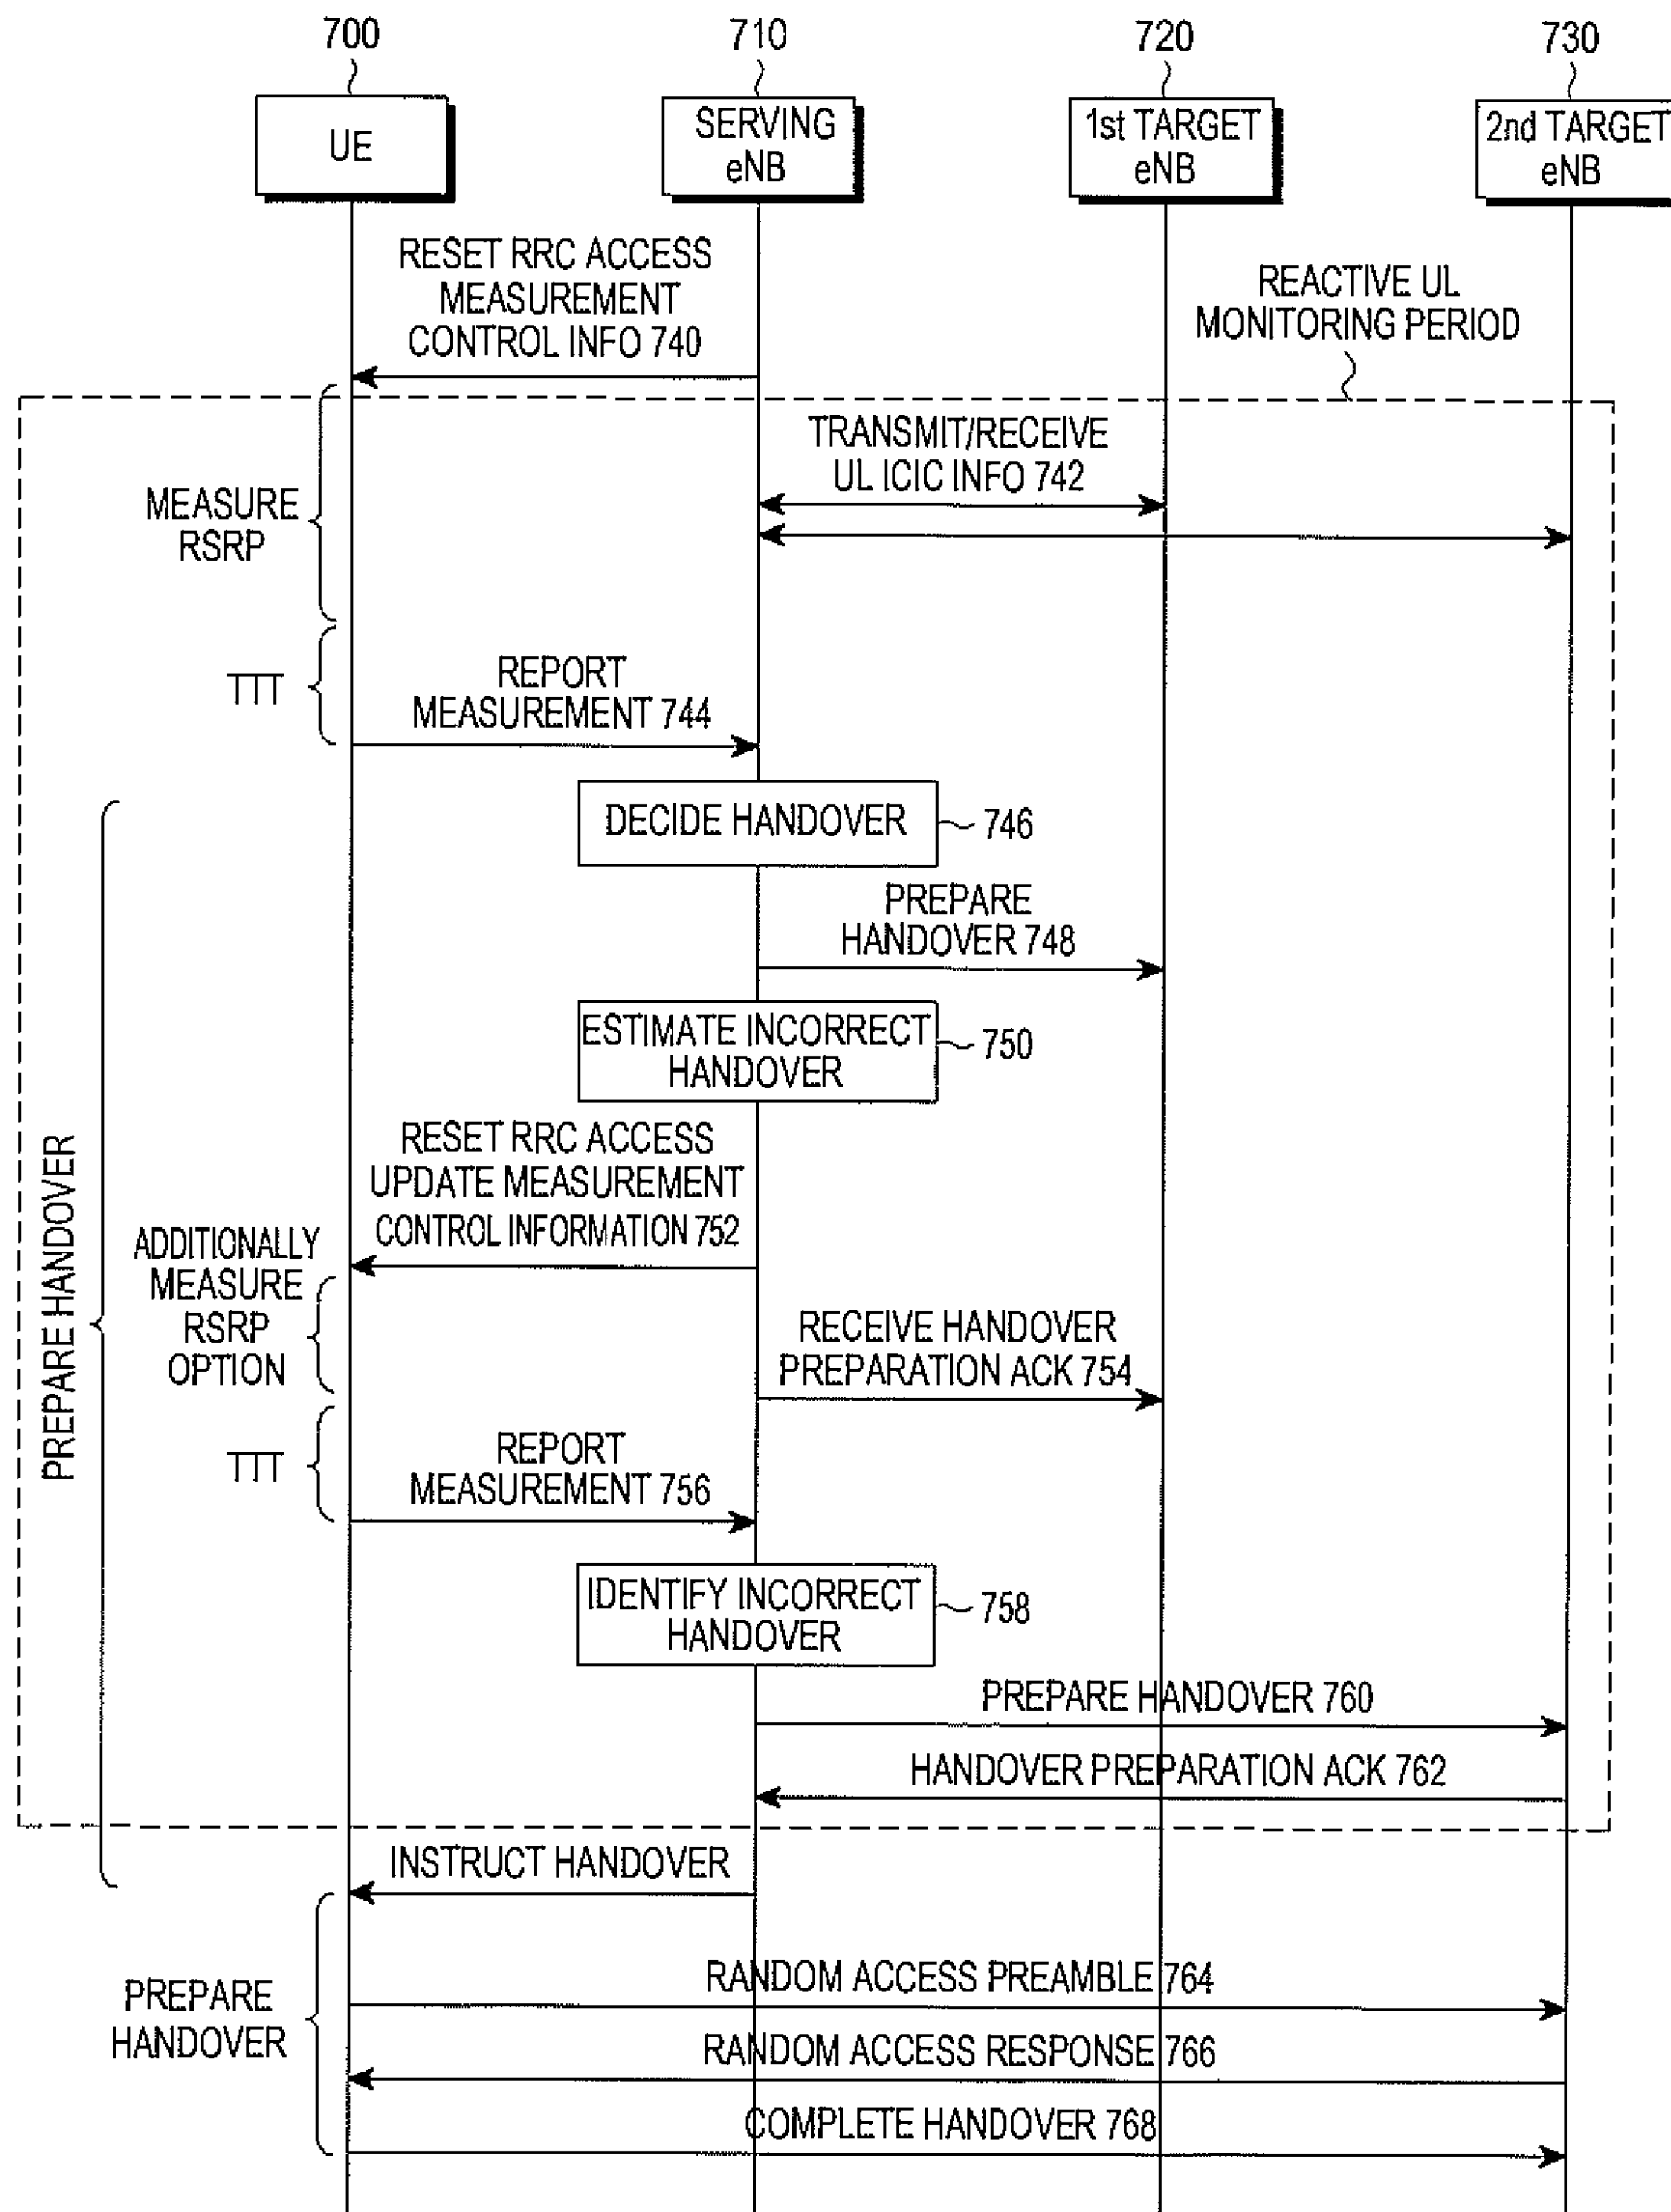 700
710
720
730
UE
SERVING
eNB
1st TARGET
eNB
2nd TARGET
eNB
RESET RRC ACCESS
MEASUREMENT
CONTROL INFO 740
REACTIVE UL
MONITORING PERIOD
TRANSMIT/RECEIVE
UL ICIC INFO 742
MEASURE
RSRP
TTT
REPORT
MEASUREMENT 744
DECIDE HANDOVER
746
PREPARE
HANDOVER 748
ESTIMATE INCORRECT
HANDOVER
750
PREPARE HANDOVER
RESET RRC ACCESS
UPDATE MEASUREMENT
CONTROL INFORMATION 752
ADDITIONALLY
MEASURE
RSRP
OPTION
RECEIVE HANDOVER
PREPARATION ACK 754
TTT
REPORT
MEASUREMENT 756
IDENTIFY INCORRECT
HANDOVER
758
PREPARE HANDOVER 760
HANDOVER PREPARATION ACK 762
INSTRUCT HANDOVER
PREPARE
HANDOVER
RANDOM ACCESS PREAMBLE 764
RANDOM ACCESS RESPONSE 766
COMPLETE HANDOVER 768